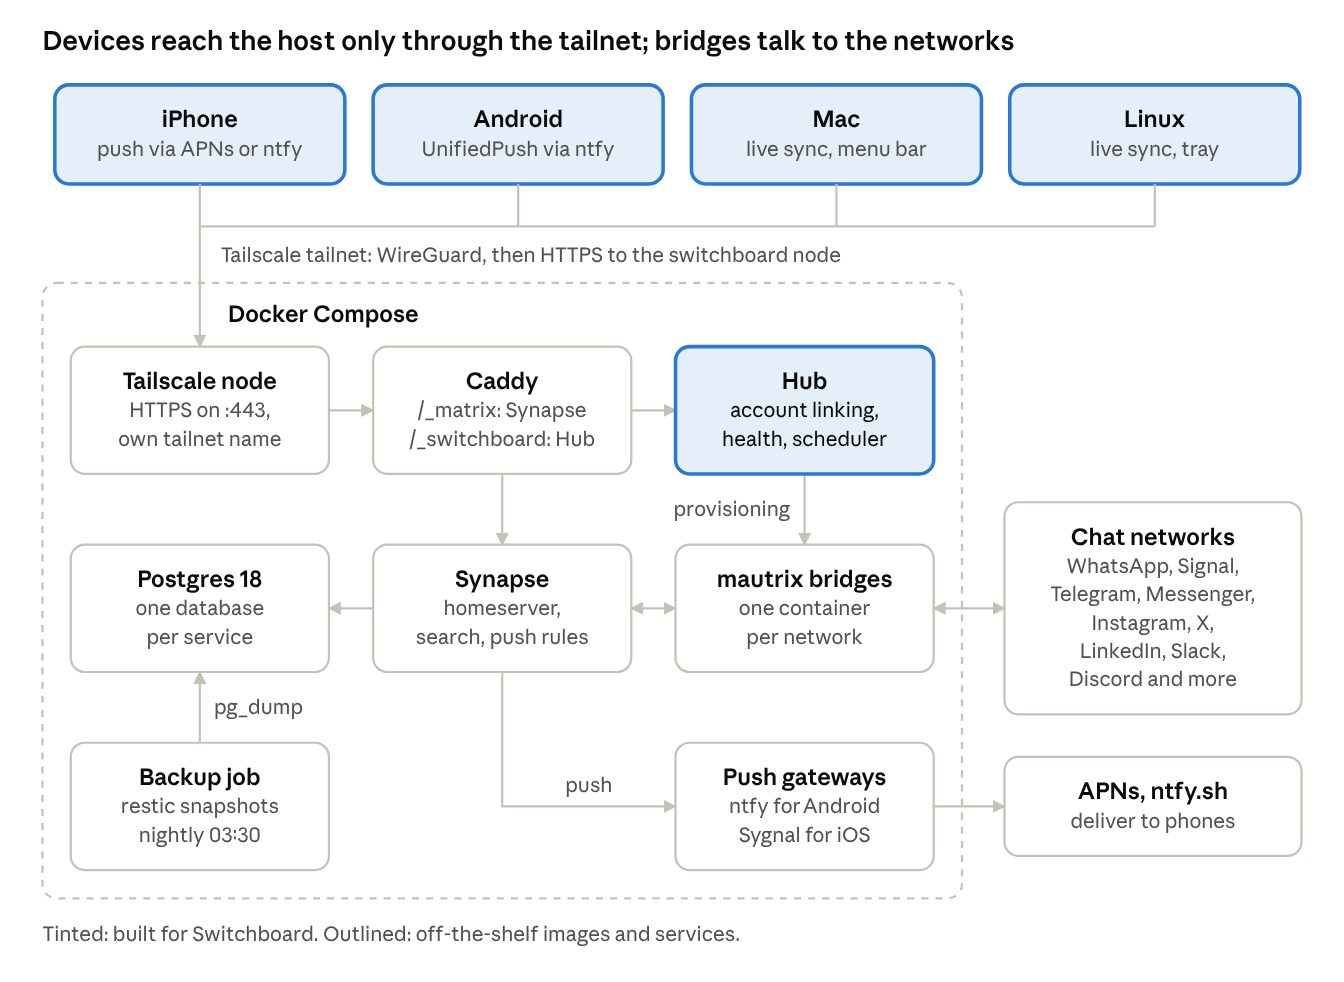 Devices reach the host only through the tailnet; bridges talk to the networks
iPhone
push via APNs or ntfy
Android
UnifiedPush via ntfy
Mac
live sync, menu bar
Linux
live sync, tray
Tailscale tailnet: WireGuard, then HTTPS to the switchboard node
Docker Compose
Tailscale node
HTTPS on :443,
own tailnet name
Caddy
/_matrix: Synapse
/_switchboard: Hub
Hub
account linking,
health, scheduler
provisioning
Postgres 18
one database
per service
Synapse
homeserver,
search, push rules
mautrix bridges
one container
per network
Chat networks
WhatsApp, Signal,
Telegram, Messenger,
Instagram, X,
LinkedIn, Slack,
Discord and more
pg_dump
Backup job
restic snapshots
nightly 03:30
push
Push gateways
ntfy for Android
Sygnal for iOS
APNs, ntfy.sh
deliver to phones
Tinted: built for Switchboard. Outlined: off-the-shelf images and services.